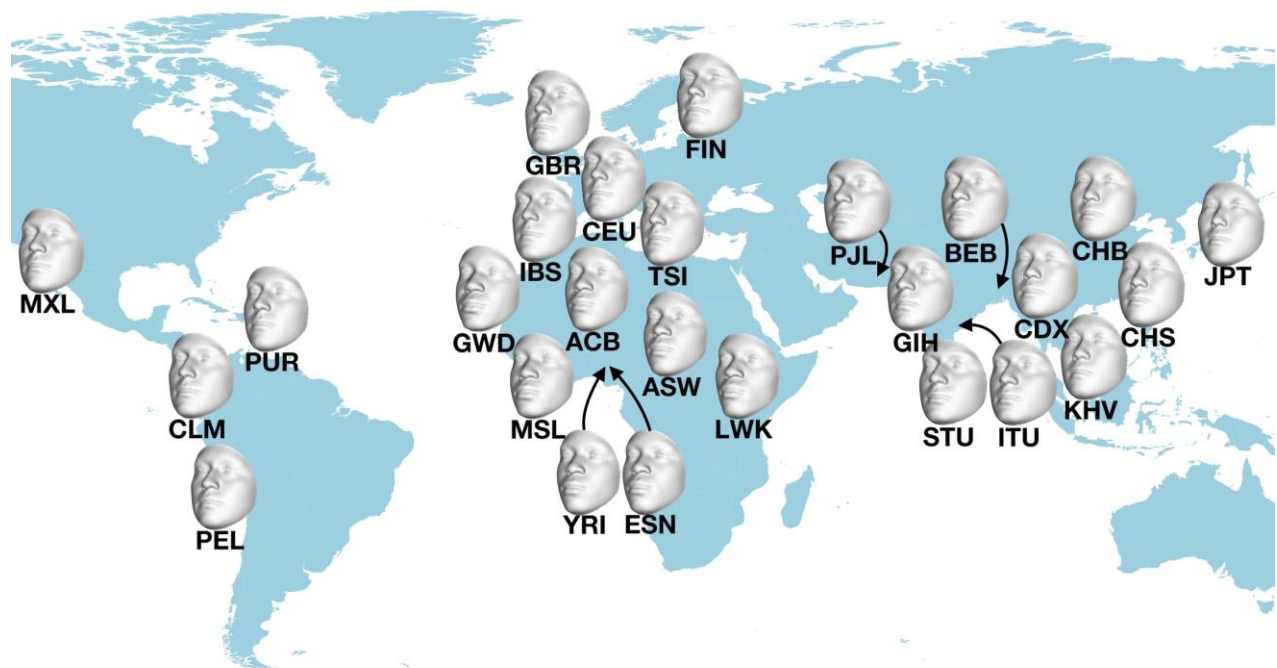 FIN
GBR
CEU
PJL
BEB
CHB
IBS
TSI
JPT
MXL
GWD
ACB
GIH
CDX
CHS
PUR
ASW
CLM
MSL
LWK
STU
ITU
KHV
PEL
YRI
ESN